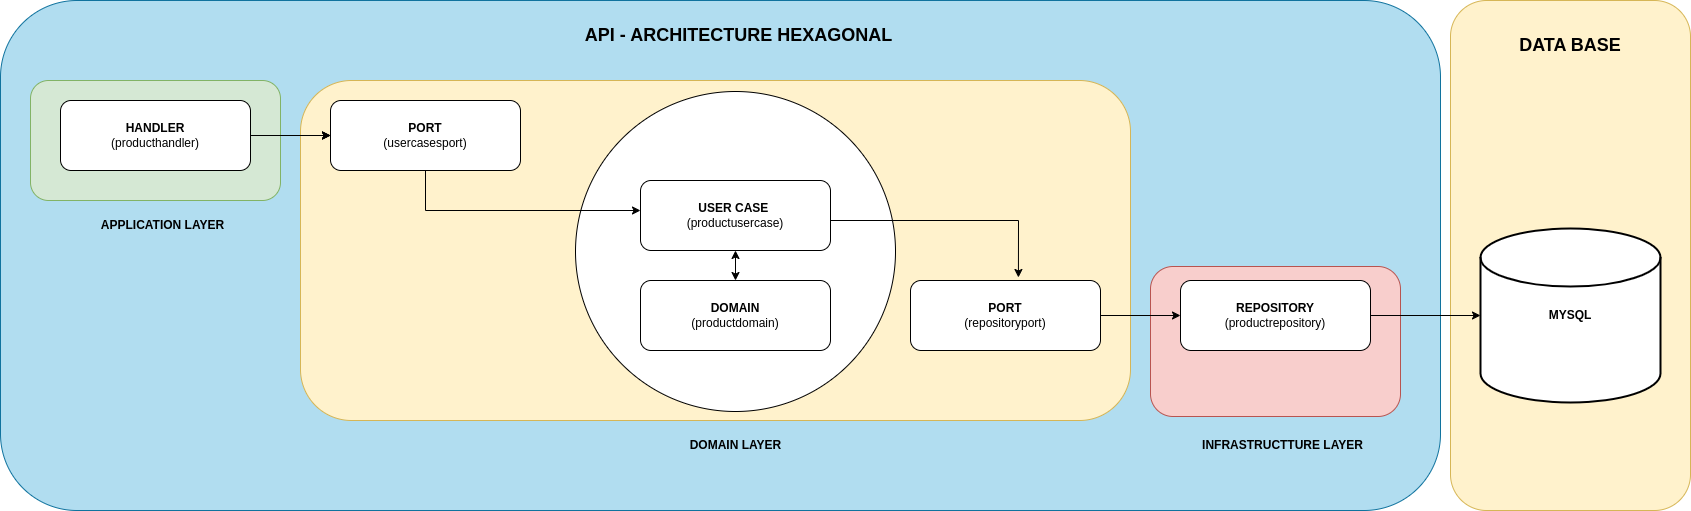 API - ARCHITECTURE HEXAGONAL
DATA BASE
HANDLER
(producthandler)
APPLICATION LAYER
PORT
(usercasesport)
USER CASE
(productusercase)
DOMAIN
(productdomain)
PORT
(repositoryport)
DOMAIN LAYER
REPOSITORY
(productrepository)
INFRASTRUCTTURE LAYER
MYSQL